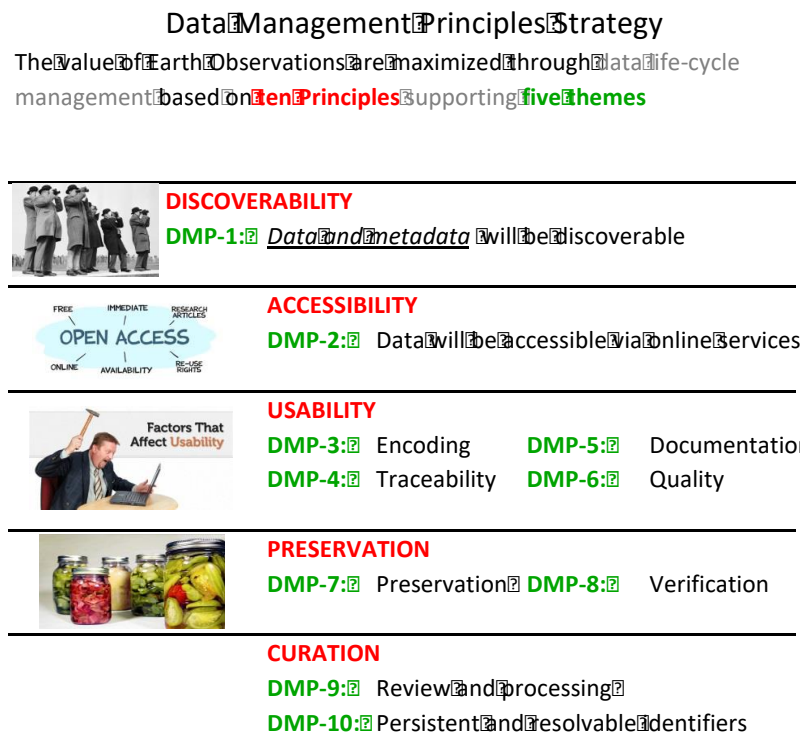 Data Management Principles Strategy
The value of Earth Observations are maximized through data life-cycle
management based on ten Principles supporting five themes
DISCOVERABILITY
DMP-1: Data and metadata will be discoverable
FREE IMMEDIATE RESEARCH ARTICLES
OPEN ACCESS
ONLINE AVAILABILITY RE-USE RIGHTS
ACCESSIBILITY
DMP-2: Data will be accessible via online services
Factors That
Affect Usability
USABILITY
DMP-3: Encoding DMP-5: Documentation
DMP-4: Traceability DMP-6: Quality
PRESERVATION
DMP-7: Preservation DMP-8: Verification
CURATION
DMP-9: Review and processing
DMP-10: Persistent and resolvable identifiers